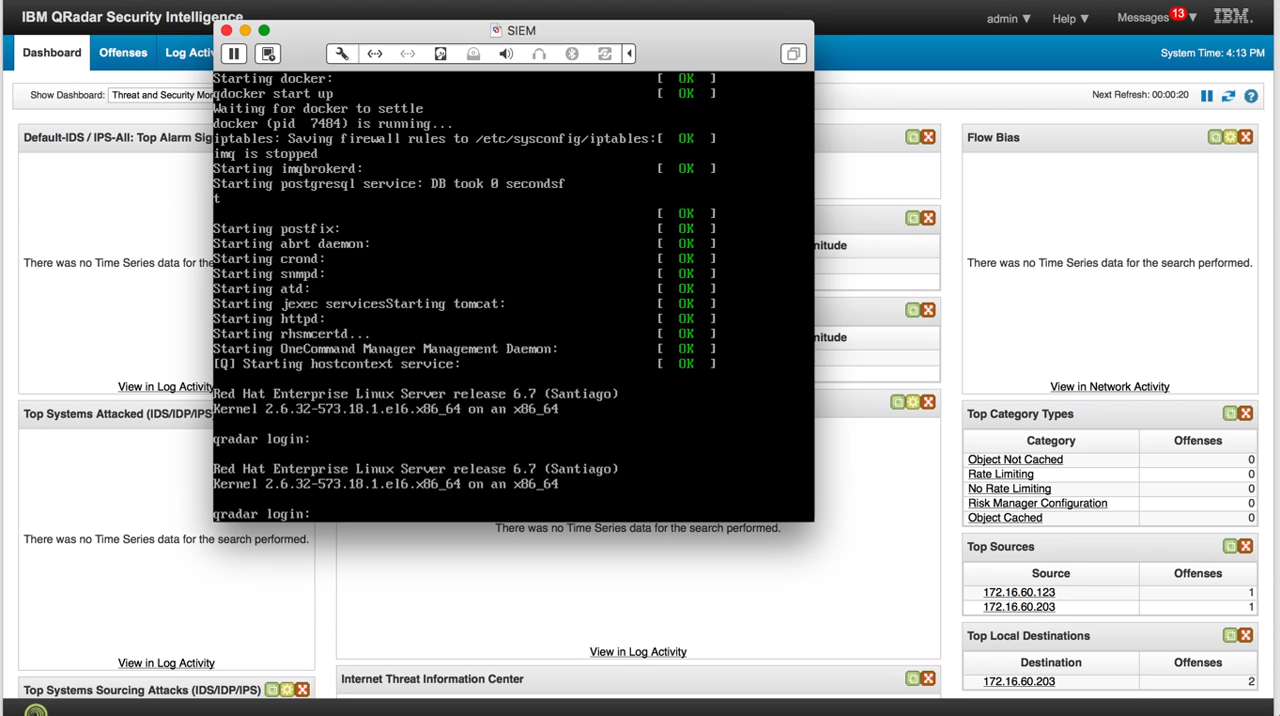 IBM QRadar Security Intelligence
admin ▼
Help ▼
Messages 13 ▼
IBM.
Dashboard
Offenses
Log Activ
System Time: 4:13 PM
Show Dashboard:
Threat and Security Mo
Next Refresh: 00:00:20
SIEM
Starting docker: [ OK ]
qdocker start up [ OK ]
Waiting for docker to settle
docker (pid 7484) is running...
iptables: Saving firewall rules to /etc/sysconfig/iptables:[ OK ]
imq is stopped
Starting imqbrokerd: [ OK ]
Starting postgresql service: DB took 0 secondsf
t
[ OK ]
Starting postfix: [ OK ]
Starting abrt daemon: [ OK ]
Starting crond: [ OK ]
Starting snmpd: [ OK ]
Starting atd: [ OK ]
Starting jexec servicesStarting tomcat: [ OK ]
Starting httpd: [ OK ]
Starting rhsmcertd... [ OK ]
Starting OneCommand Manager Management Daemon: [ OK ]
[Q] Starting hostcontext service: [ OK ]
Red Hat Enterprise Linux Server release 6.7 (Santiago)
Kernel 2.6.32-573.18.1.el6.x86_64 on an x86_64
qradar login:
Red Hat Enterprise Linux Server release 6.7 (Santiago)
Kernel 2.6.32-573.18.1.el6.x86_64 on an x86_64
qradar login:
Default-IDS / IPS-All: Top Alarm Sig
There was no Time Series data for the
View in Log Activity
Top Systems Attacked (IDS/IDP/IPS
There was no Time Series data for the search performed.
View in Log Activity
Top Systems Sourcing Attacks (IDS/IDP/IPS)
nitude
nitude
There was no Time Series data for the search performed.
View in Log Activity
Internet Threat Information Center
Flow Bias
There was no Time Series data for the search performed.
View in Network Activity
Top Category Types
Category Offenses
Object Not Cached 0
Rate Limiting 0
No Rate Limiting 0
Risk Manager Configuration 0
Object Cached 0
Top Sources
Source Offenses
172.16.60.123 1
172.16.60.203 1
Top Local Destinations
Destination Offenses
172.16.60.203 2